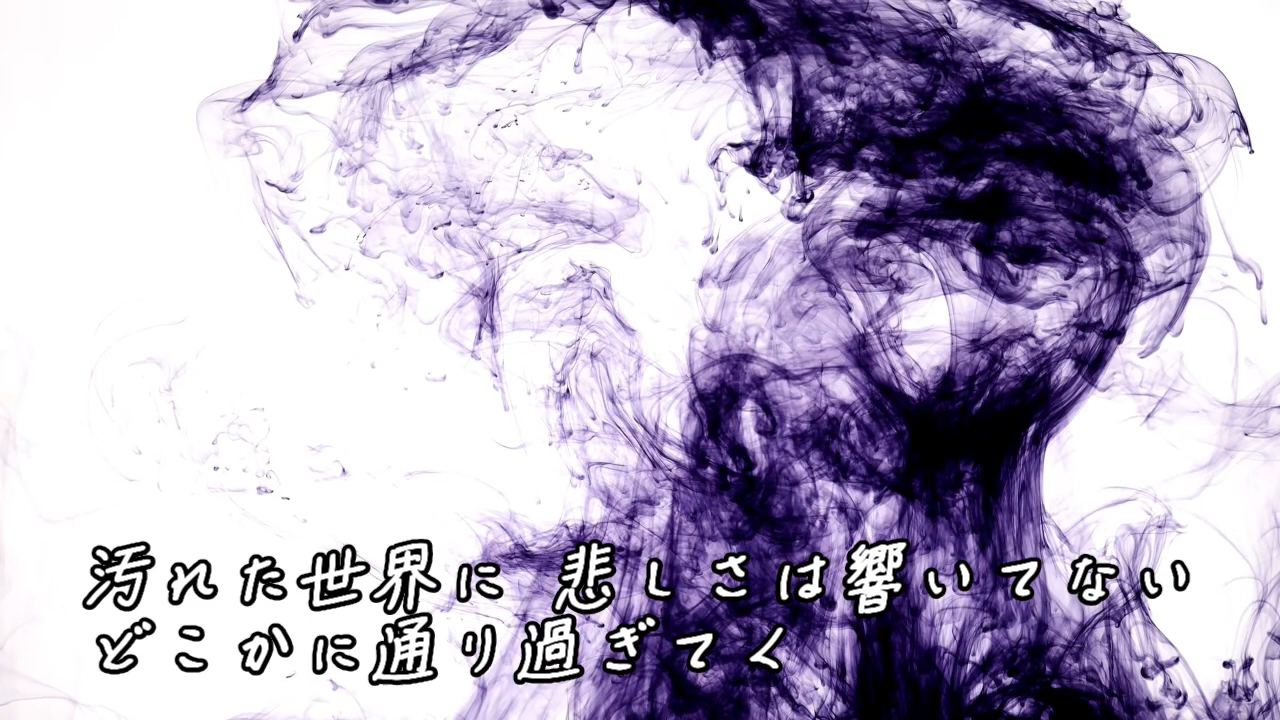 汚れた世界に 悲しさは響いてない
どこかに通り過ぎてく